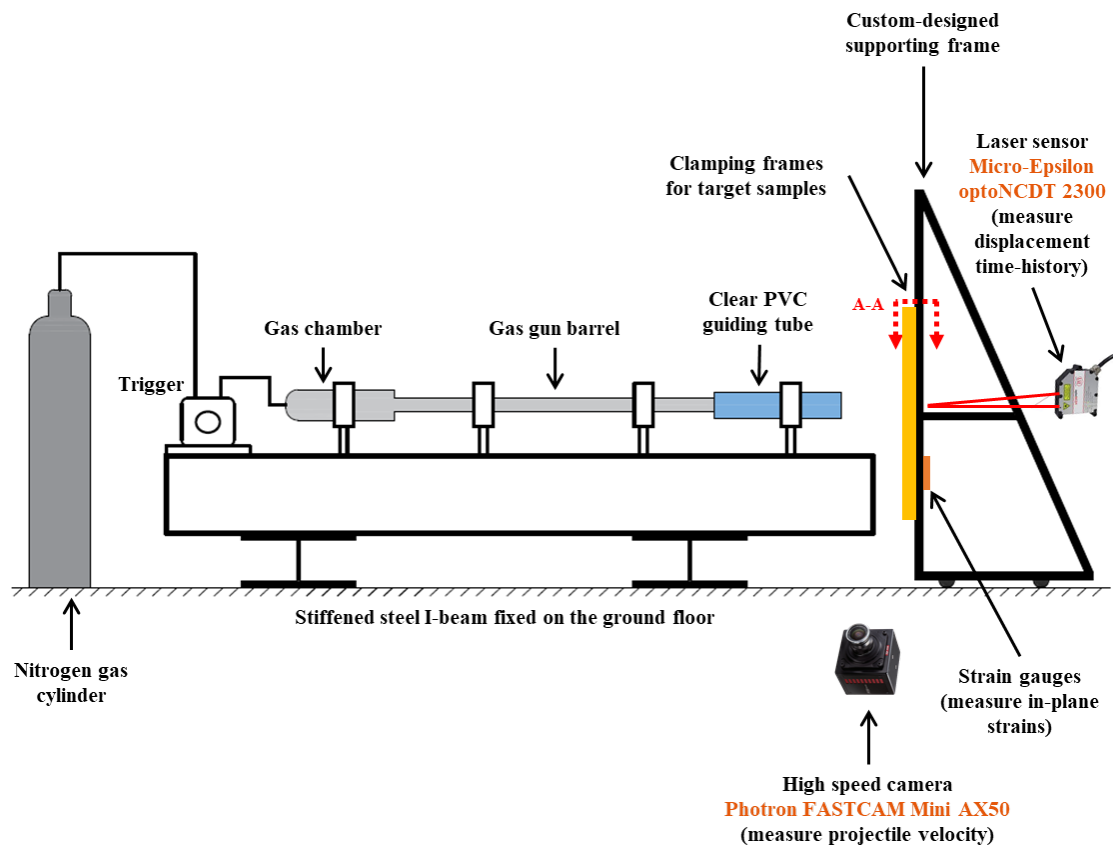 Custom-designed
supporting frame
Laser sensor
Micro-Epsilon
optoNCDT 2300
(measure
displacement
time-history)
Clamping frames
for target samples
A-A
Clear PVC
guiding tube
Gas chamber
Gas gun barrel
Trigger
Stiffened steel I-beam fixed on the ground floor
Nitrogen gas
cylinder
Strain gauges
(measure in-plane
strains)
High speed camera
Photron FASTCAM Mini AX50
(measure projectile velocity)